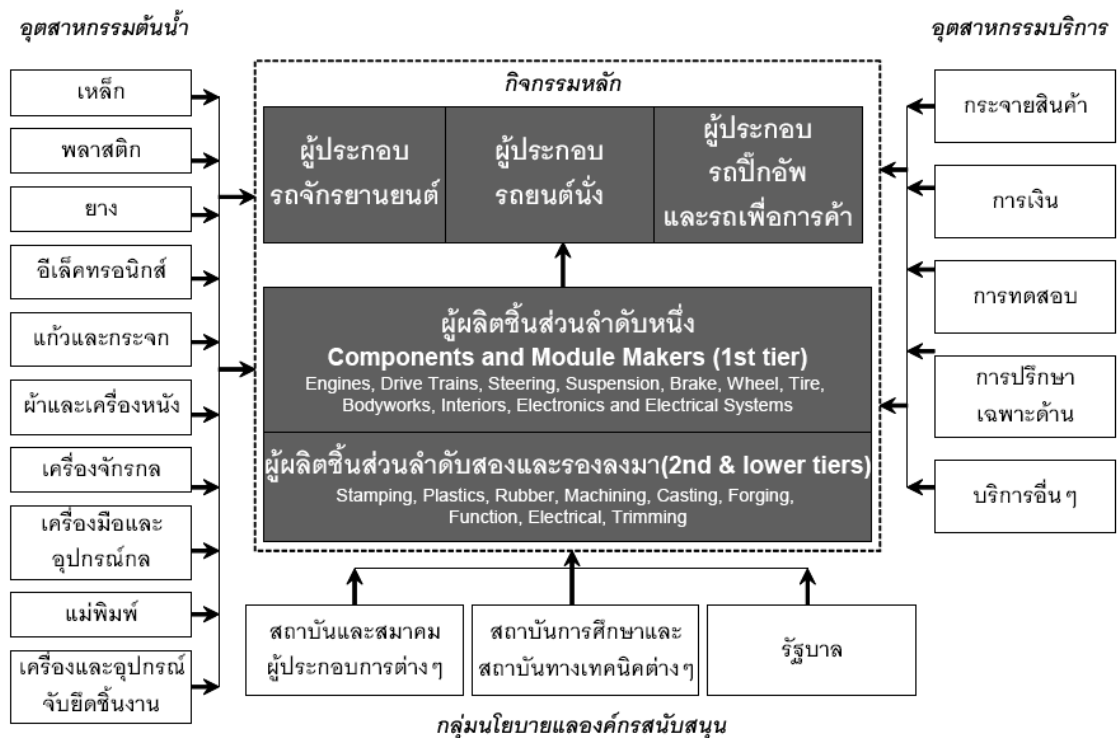 อุตสาหกรรมต้นน้ำ
เหล็ก
พลาสติก
ยาง
อีเล็คทรอนิกส์
แก้วและกระจก
ผ้าและเครื่องหนัง
เครื่องจักรกล
เครื่องมือและ
อุปกรณ์กล
แม่พิมพ์
เครื่องและอุปกรณ์
จับยึดชิ้นงาน
กิจกรรมหลัก
ผู้ประกอบ
รถจักรยานยนต์
ผู้ประกอบ
รถยนต์นั่ง
ผู้ประกอบ
รถปิ๊กอัพ
และรถเพื่อการค้า
ผู้ผลิตชิ้นส่วนลำดับหนึ่ง
Components and Module Makers (1st tier)
Engines, Drive Trains, Steering, Suspension, Brake, Wheel, Tire,
Bodyworks, Interiors, Electronics and Electrical Systems
ผู้ผลิตชิ้นส่วนลำดับสองและรองลงมา(2nd & lower tiers)
Stamping, Plastics, Rubber, Machining, Casting, Forging,
Function, Electrical, Trimming
อุตสาหกรรมบริการ
กระจายสินค้า
การเงิน
การทดสอบ
การปรึกษา
เฉพาะด้าน
บริการอื่นๆ
สถาบันและสมาคม
ผู้ประกอบการต่างๆ
สถาบันการศึกษาและ
สถาบันทางเทคนิคต่างๆ
รัฐบาล
กลุ่มนโยบายแลองค์กรสนับสนุน